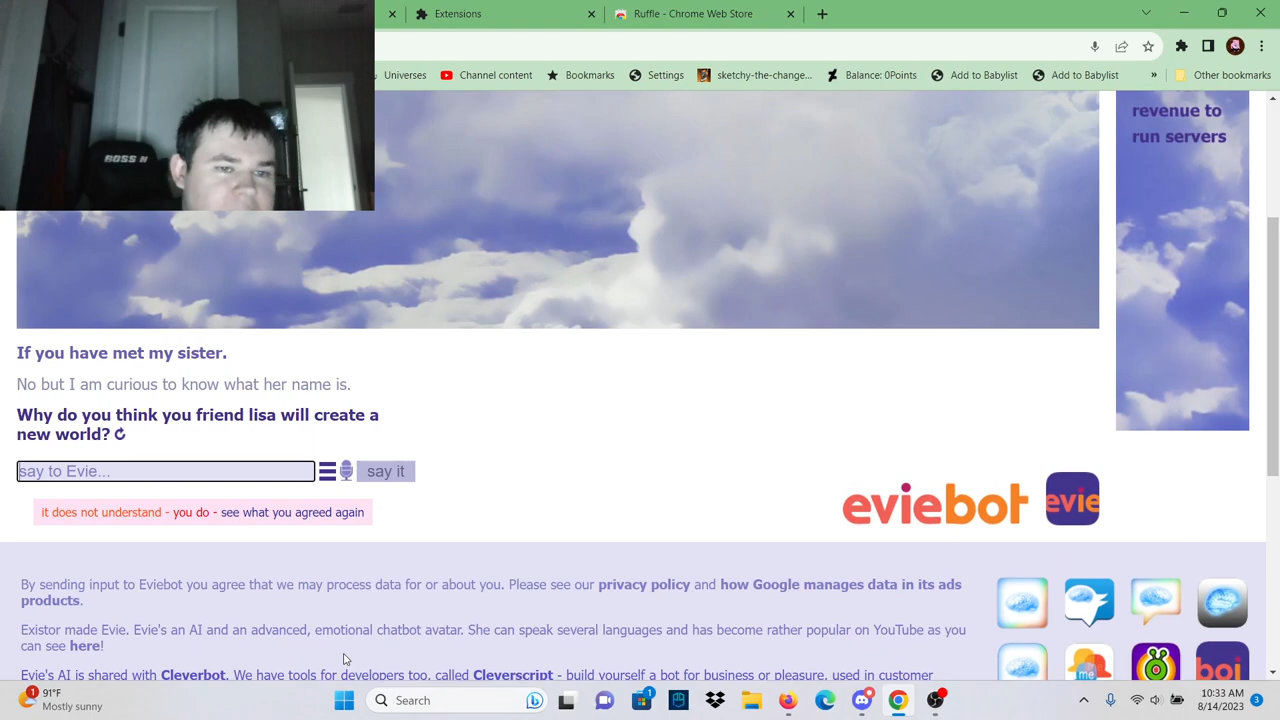 Extensions
Ruffle - Chrome Web Store
Universes
Channel content
Bookmarks
Settings
sketchy-the-change...
Balance: 0Points
Add to Babylist
Add to Babylist
»
Other bookmarks
revenue to
run servers
If you have met my sister.
No but I am curious to know what her name is.
Why do you think you friend lisa will create a
new world?
say to Evie...
say it
it does not understand - you do - see what you agreed again
eviebot
evie
By sending input to Eviebot you agree that we may process data for or about you. Please see our privacy policy and how Google manages data in its ads
products.
Existor made Evie. Evie's an AI and an advanced, emotional chatbot avatar. She can speak several languages and has become rather popular on YouTube as you
can see here!
Evie's AI is shared with Cleverbot. We have tools for developers too, called Cleverscript - build yourself a bot for business or pleasure, used in customer
boi
1
91°F
Mostly sunny
Search
1
10:33 AM
8/14/2023
3